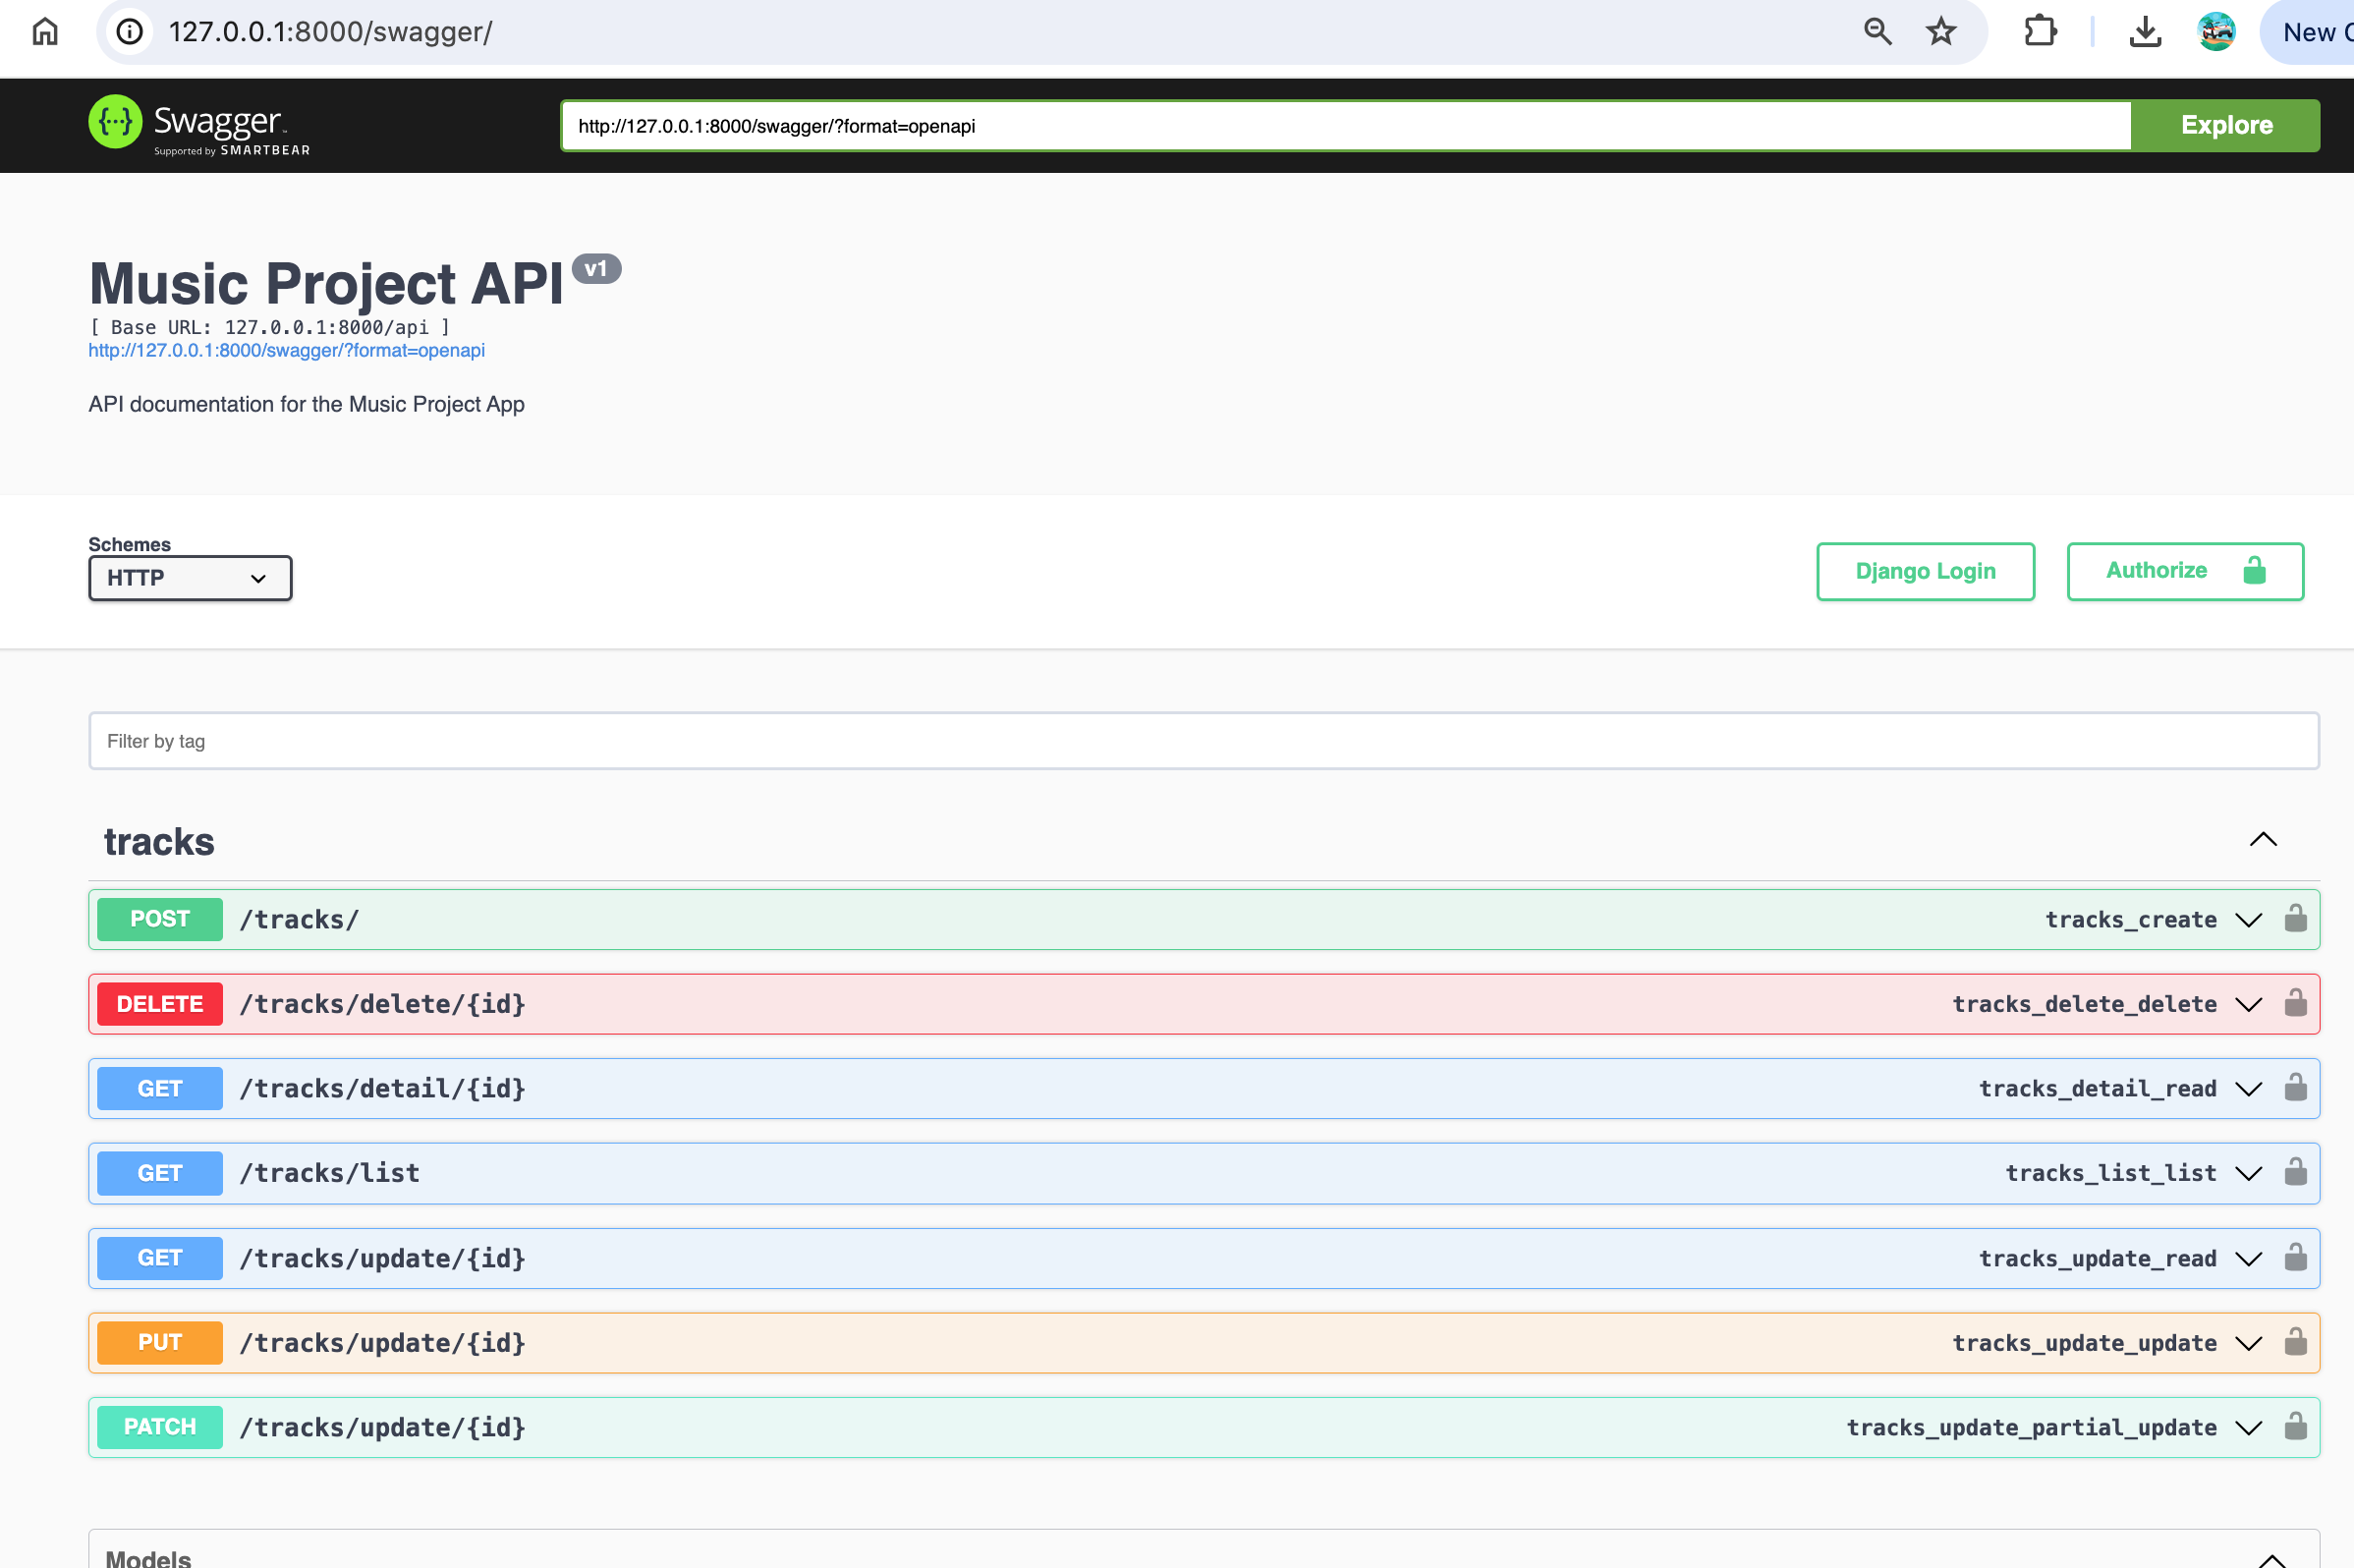 127.0.0.1:8000/swagger/
New C
{···} Swagger™
Supported by SMARTBEAR
http://127.0.0.1:8000/swagger/?format=openapi
Explore
Music Project API v1
[ Base URL: 127.0.0.1:8000/api ]
http://127.0.0.1:8000/swagger/?format=openapi
API documentation for the Music Project App
Schemes
HTTP
Django Login
Authorize
Filter by tag
tracks
POST /tracks/ tracks_create
DELETE /tracks/delete/{id} tracks_delete_delete
GET /tracks/detail/{id} tracks_detail_read
GET /tracks/list tracks_list_list
GET /tracks/update/{id} tracks_update_read
PUT /tracks/update/{id} tracks_update_update
PATCH /tracks/update/{id} tracks_update_partial_update
Models